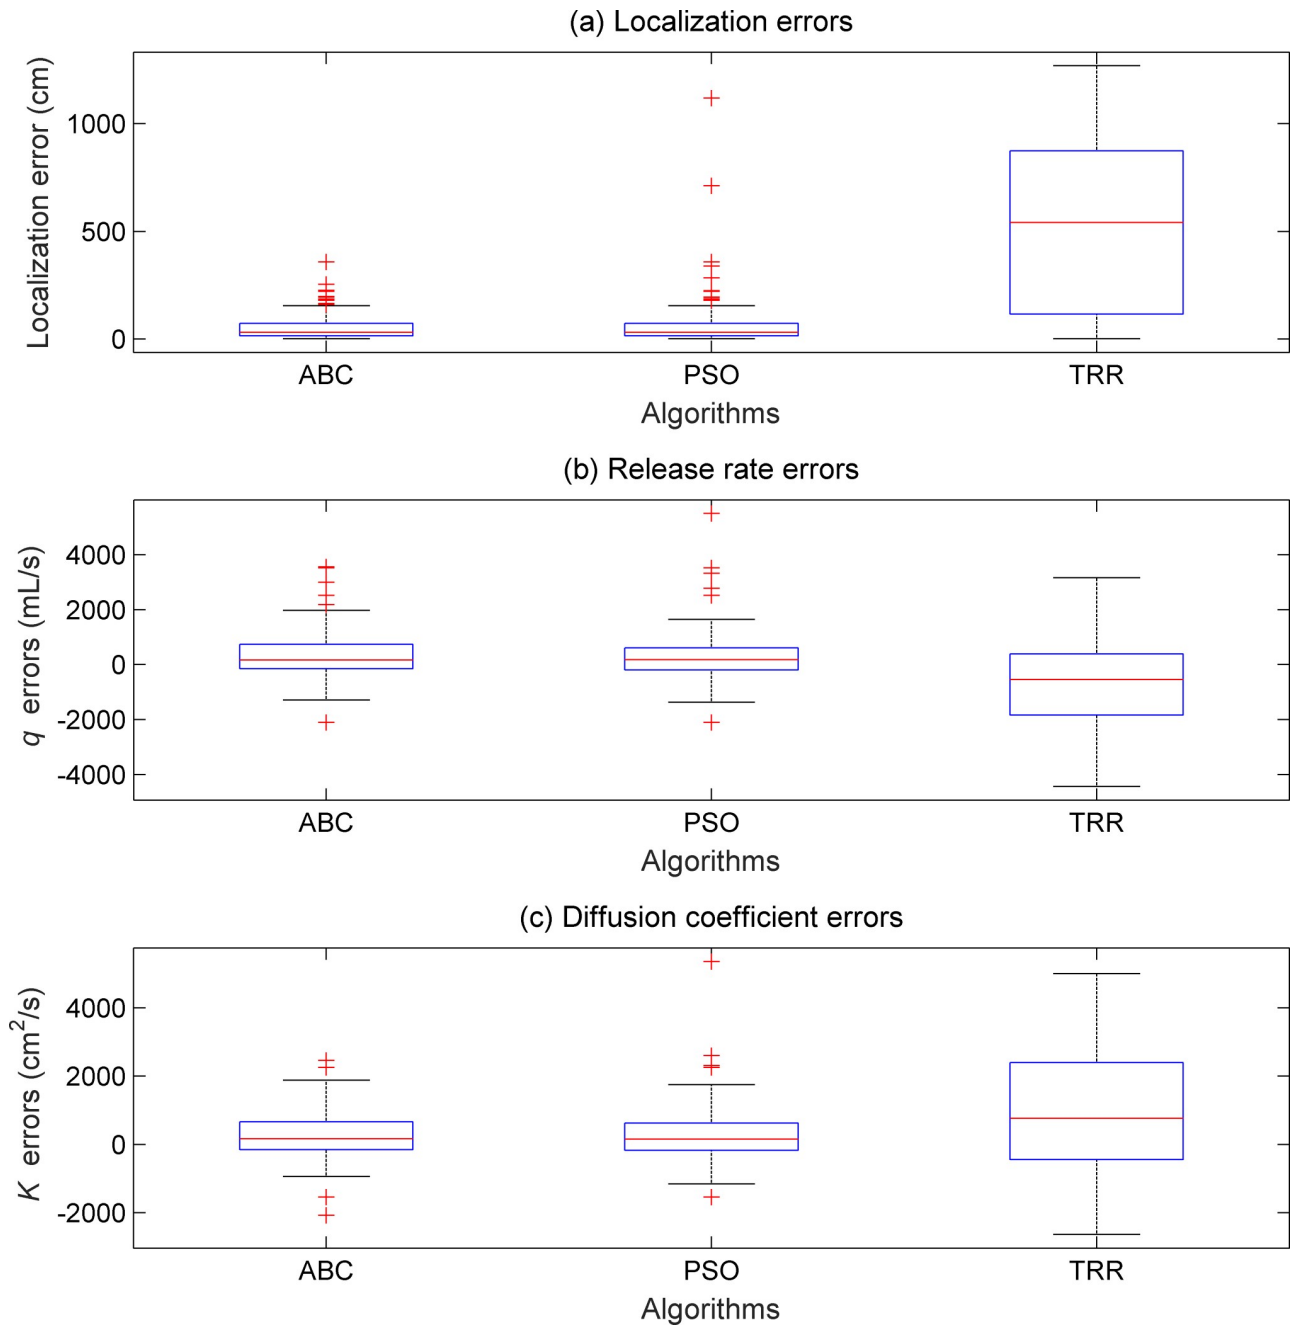 (a) Localization errors
Localization error (cm)
1000
500
0
ABC PSO TRR
Algorithms
(b) Release rate errors
q errors (mL/s)
4000
2000
0
-2000
-4000
ABC PSO TRR
Algorithms
(c) Diffusion coefficient errors
K errors (cm²/s)
4000
2000
0
-2000
ABC PSO TRR
Algorithms